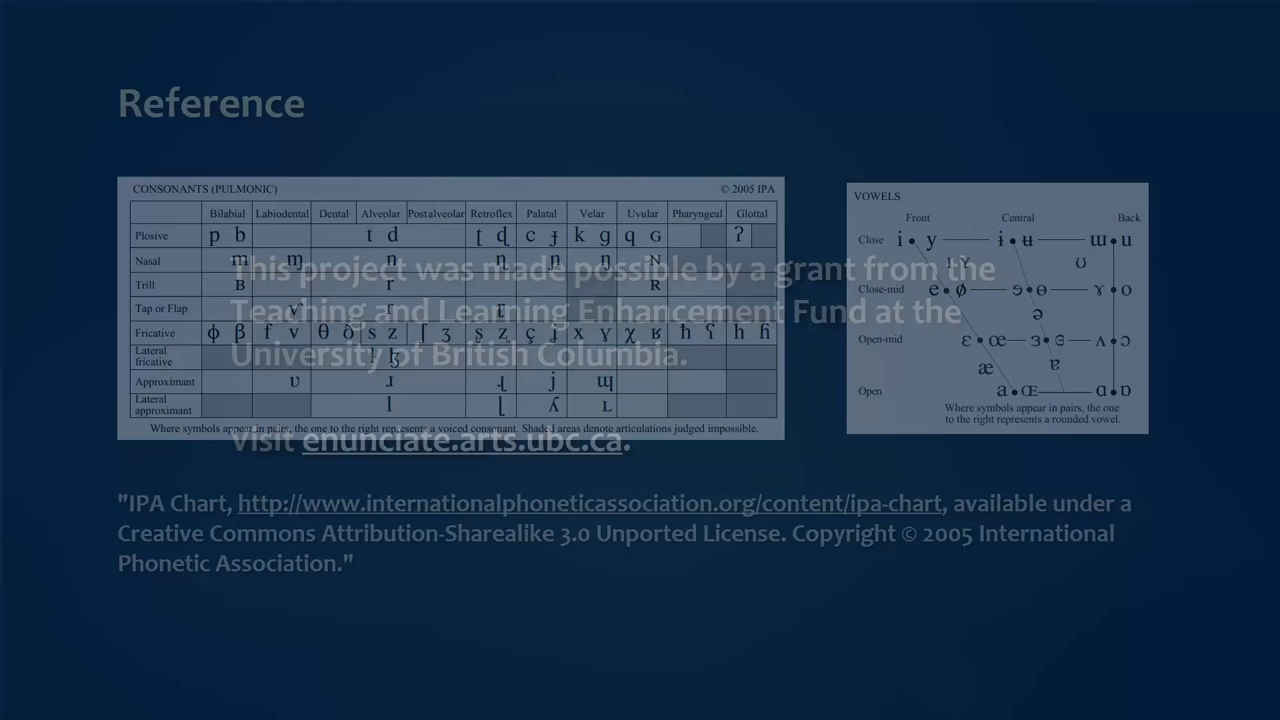 Reference
CONSONANTS (PULMONIC) © 2005 IPA
Bilabial Labiodental Dental Alveolar Postalveolar Retroflex Palatal Velar Uvular Pharyngeal Glottal
Plosive p b t d ʈ ɖ c ɟ k ɡ q ɢ ʔ
Nasal m ɱ n ɳ ɲ ŋ ɴ
Trill ʙ r ʀ
Tap or Flap ⱱ ɾ ɽ
Fricative ɸ β f v θ ð s z ʃ ʒ ʂ ʐ ç ʝ x ɣ χ ʁ ħ ʕ h ɦ
Lateral fricative ɬ ɮ
Approximant ʋ ɹ ɻ j ɰ
Lateral approximant l ɭ ʎ ʟ
Where symbols appear in pairs, the one to the right represents a voiced consonant. Shaded areas denote articulations judged impossible.
VOWELS
Front Central Back
Close i y ɨ ʉ ɯ u
ɪ ʏ ʊ
Close-mid e ø ɘ ɵ ɤ o
ə
Open-mid ɛ œ ɜ ɞ ʌ ɔ
æ ɐ
Open a ɶ ɑ ɒ
Where symbols appear in pairs, the one
to the right represents a rounded vowel.
This project was made possible by a grant from the
Teaching and Learning Enhancement Fund at the
University of British Columbia.
Visit enunciate.arts.ubc.ca.
"IPA Chart, http://www.internationalphoneticassociation.org/content/ipa-chart, available under a
Creative Commons Attribution-Sharealike 3.0 Unported License. Copyright © 2005 International
Phonetic Association."